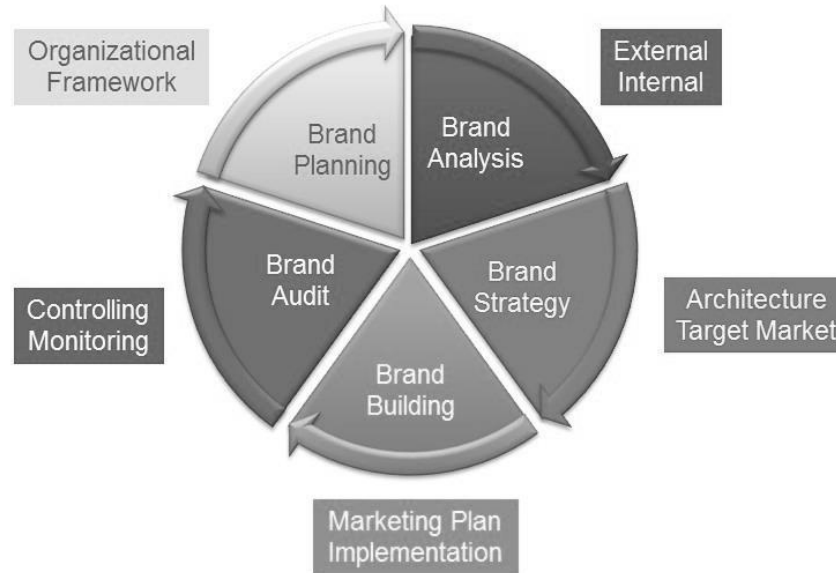 Organizational
Framework
External
Internal
Brand
Planning
Brand
Analysis
Brand
Audit
Brand
Strategy
Controlling
Monitoring
Architecture
Target Market
Brand
Building
Marketing Plan
Implementation